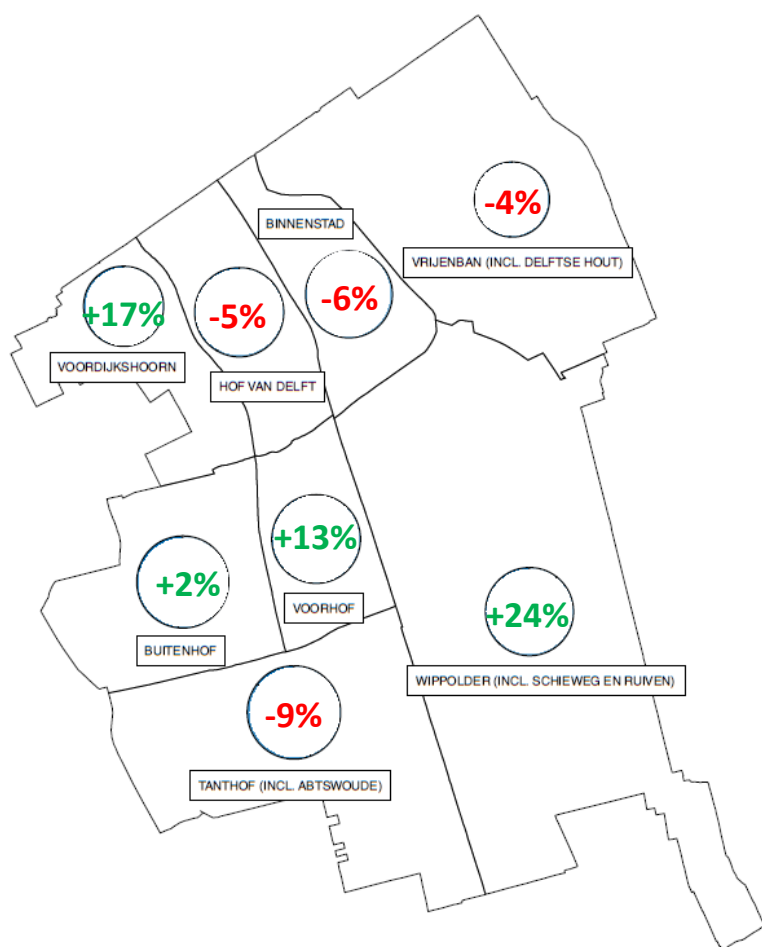 -4%
BINNENSTAD
VRIJENBAN (INCL. DELFTSE HOUT)
+17%
-5%
-6%
VOORDIJKSHOORN
HOF VAN DELFT
+13%
+2%
VOORHOF
+24%
BUITENHOF
WIPPOLDER (INCL. SCHIEWEG EN RUIVEN)
-9%
TANTHOF (INCL. ABTSWOUDE)